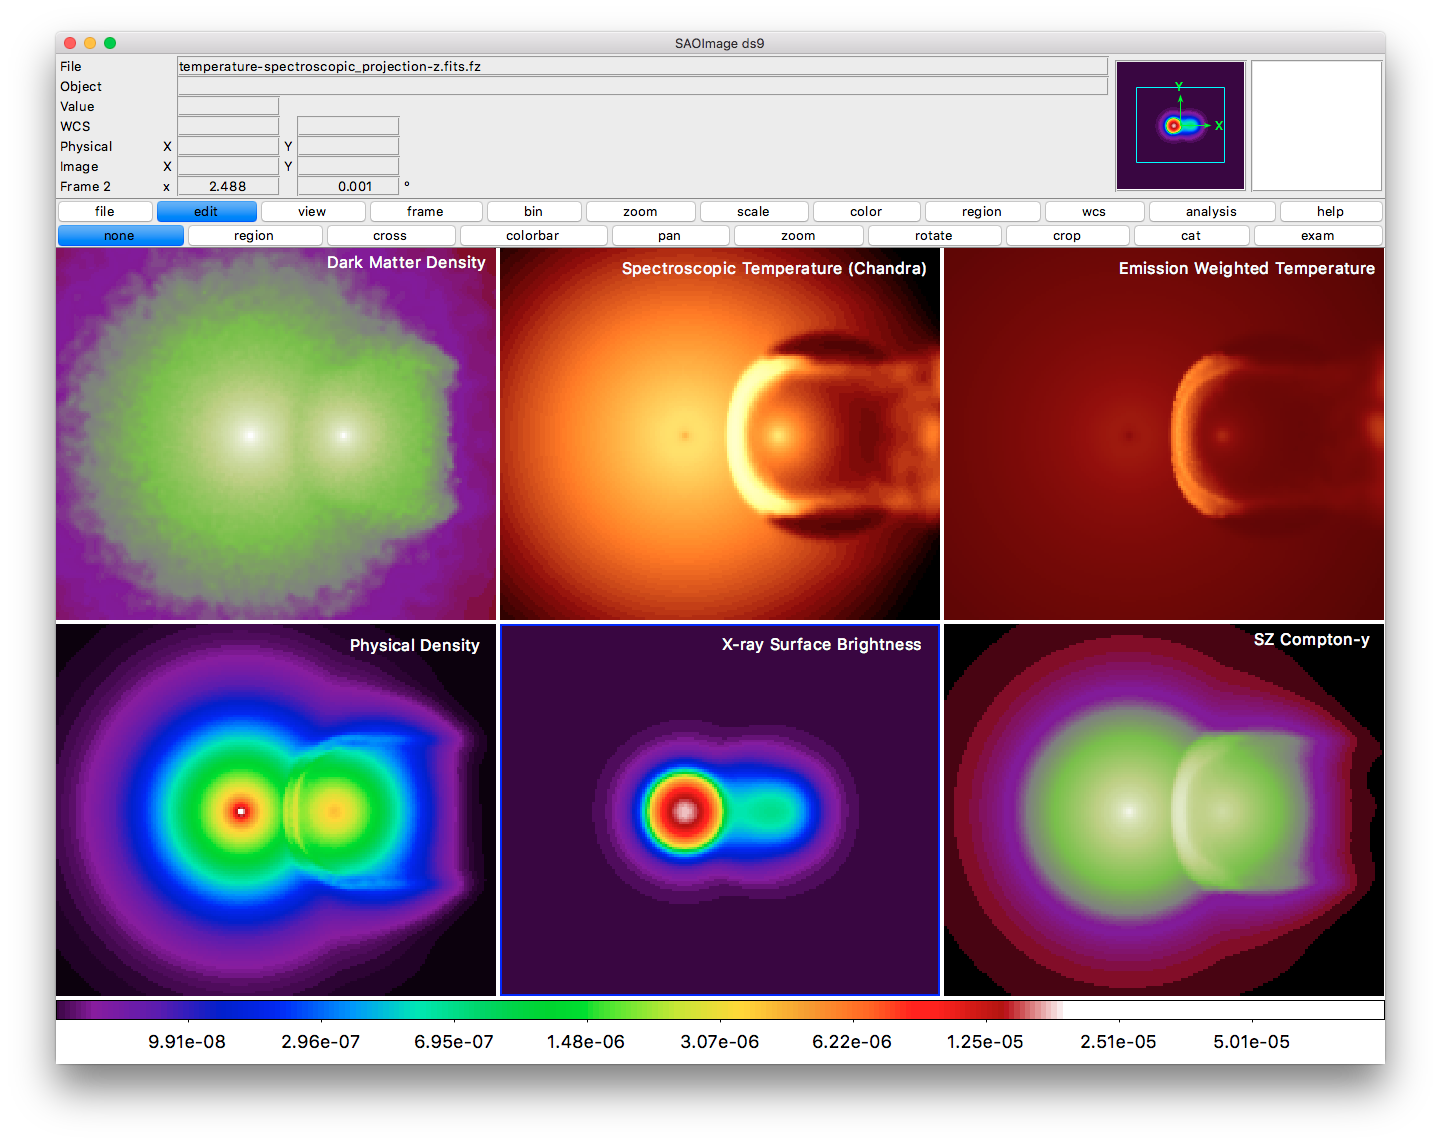 SAOImage ds9
File temperature-spectroscopic_projection-z.fits.fz
Object
Value
WCS
Physical X Y
Image X Y
Frame 2 x 2.488 0.001 °
Y
X
file edit view frame bin zoom scale color region wcs analysis help
none region cross colorbar pan zoom rotate crop cat exam
Dark Matter Density
Spectroscopic Temperature (Chandra)
Emission Weighted Temperature
Physical Density
X-ray Surface Brightness
SZ Compton-y
9.91e-08 2.96e-07 6.95e-07 1.48e-06 3.07e-06 6.22e-06 1.25e-05 2.51e-05 5.01e-05